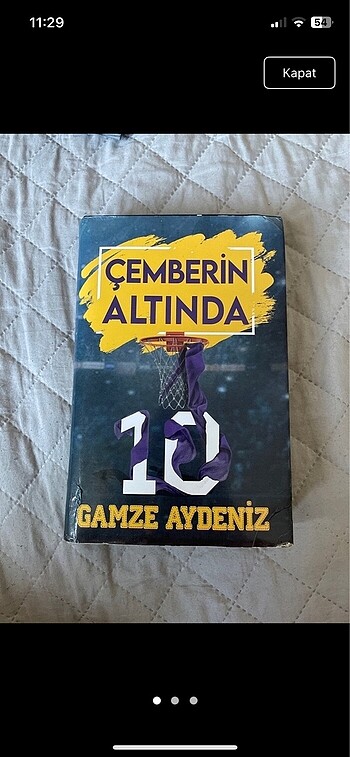 11:29
54
Kapat
ÇEMBERİN
ALTINDA
10
GAMZE AYDENİZ